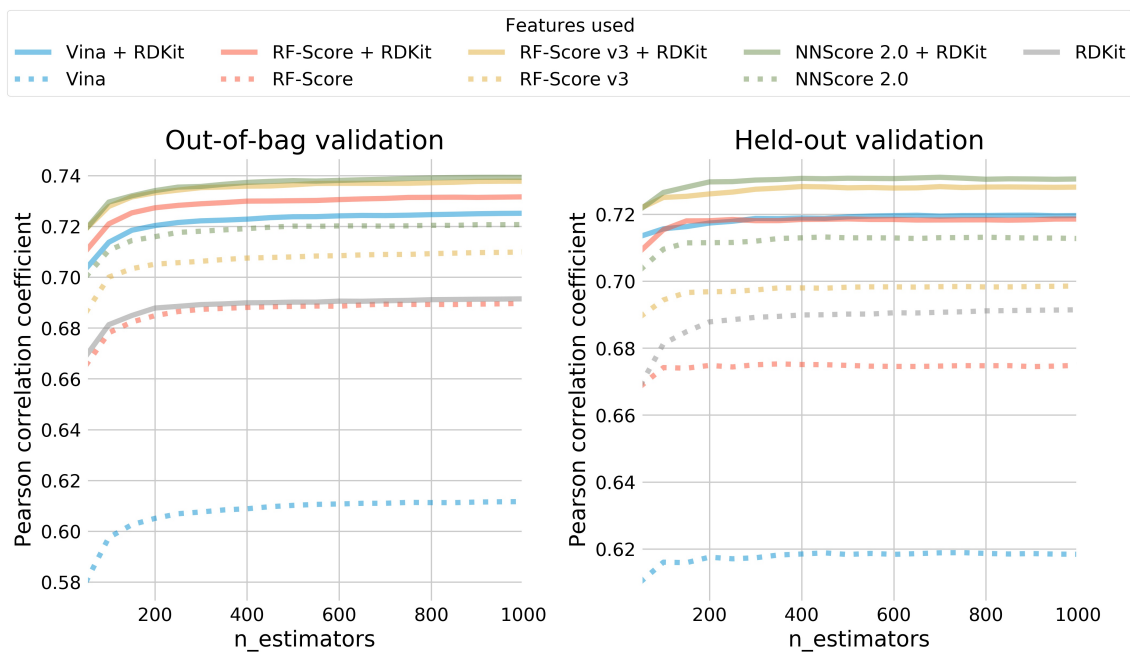 Features used
Vina + RDKit
RF-Score + RDKit
RF-Score v3 + RDKit
NNScore 2.0 + RDKit
RDKit
Vina
RF-Score
RF-Score v3
NNScore 2.0
Out-of-bag validation
Pearson correlation coefficient
0.74
0.72
0.70
0.68
0.66
0.64
0.62
0.60
0.58
200 400 600 800 1000
n_estimators
Held-out validation
Pearson correlation coefficient
0.72
0.70
0.68
0.66
0.64
0.62
200 400 600 800 1000
n_estimators